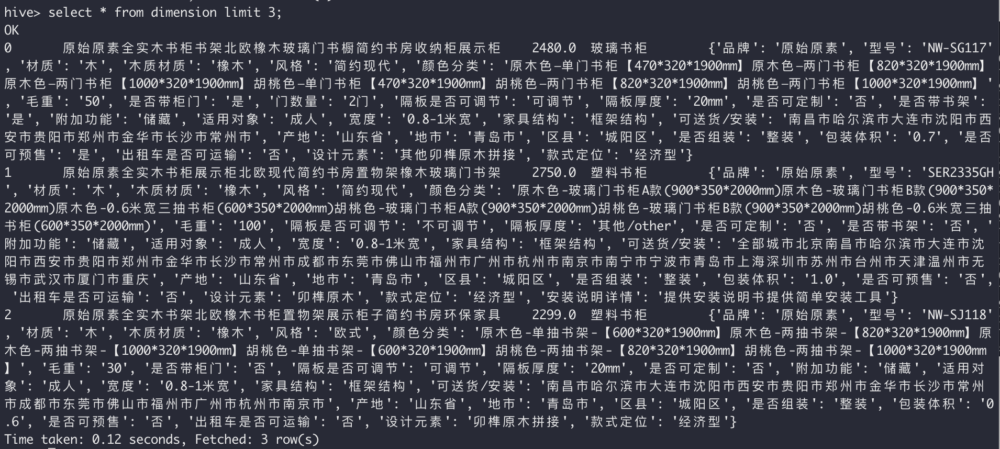 hive> select * from dimension limit 3;
OK
0 原始原素全实木书柜书架北欧橡木玻璃门书橱简约书房收纳柜展示柜 2480.0 玻璃书柜 {'品牌': '原始原素', '型号': 'NW-SG117'
, '材质': '木', '木质材质': '橡木', '风格': '简约现代', '颜色分类': '原木色—单门书柜【470*320*1900mm】原木色—两门书柜【820*320*1900mm】
原木色—两门书柜【1000*320*1900mm】胡桃色—单门书柜【470*320*1900mm】胡桃色—两门书柜【820*320*1900mm】胡桃色—两门书柜【1000*320*1900mm】'
, '毛重': '50', '是否带柜门': '是', '门数量': '2门', '隔板是否可调节': '可调节', '隔板厚度': '20mm', '是否可定制': '否', '是否带书架':
'是', '附加功能': '储藏', '适用对象': '成人', '宽度': '0.8-1米宽', '家具结构': '框架结构', '可送货/安装': '南昌市哈尔滨市大连市沈阳市西
安市贵阳市郑州市金华市长沙市常州市', '产地': '山东省', '地市': '青岛市', '区县': '城阳区', '是否组装': '整装', '包装体积': '0.7', '是否
可预售': '是', '出租车是否可运输': '否', '设计元素': '其他卯榫原木拼接', '款式定位': '经济型'}
1 原始原素全实木书柜展示柜北欧现代简约书房置物架橡木玻璃门书架 2750.0 塑料书柜 {'品牌': '原始原素', '型号': 'SER2335GH
', '材质': '木', '木质材质': '橡木', '风格': '简约现代', '颜色分类': '原木色-玻璃门书柜A款(900*350*2000mm)原木色-玻璃门书柜B款(900*350*
2000mm)原木色-0.6米宽三抽书柜(600*350*2000mm)胡桃色-玻璃门书柜A款(900*350*2000mm)胡桃色-玻璃门书柜B款(900*350*2000mm)胡桃色-0.6米宽三抽
书柜(600*350*2000mm)', '毛重': '100', '隔板是否可调节': '不可调节', '隔板厚度': '其他/other', '是否可定制': '否', '是否带书架': '否', '
附加功能': '储藏', '适用对象': '成人', '宽度': '0.8-1米宽', '家具结构': '框架结构', '可送货/安装': '全部城市北京南昌市哈尔滨市大连市沈
阳市西安市贵阳市郑州市金华市长沙市常州市成都市东莞市佛山市福州市广州市杭州市南京市南宁市宁波市青岛市上海深圳市苏州市台州市天津温州市无
锡市武汉市厦门市重庆', '产地': '山东省', '地市': '青岛市', '区县': '城阳区', '是否组装': '整装', '包装体积': '1.0', '是否可预售': '否',
'出租车是否可运输': '否', '设计元素': '卯榫原木', '款式定位': '经济型', '安装说明详情': '提供安装说明书提供简单安装工具'}
2 原始原素全实木书架北欧橡木书柜置物架展示柜子简约书房环保家具 2299.0 塑料书柜 {'品牌': '原始原素', '型号': 'NW-SJ118'
, '材质': '木', '木质材质': '橡木', '风格': '欧式', '颜色分类': '原木色-单抽书架-【600*320*1900mm】原木色-两抽书架-【820*320*1900mm】原
木色-两抽书架-【1000*320*1900mm】胡桃色-单抽书架-【600*320*1900mm】胡桃色-两抽书架-【820*320*1900mm】胡桃色-两抽书架-【1000*320*1900mm
】', '毛重': '30', '是否带柜门': '否', '隔板是否可调节': '可调节', '隔板厚度': '20mm', '是否可定制': '否', '附加功能': '储藏', '适用对
象': '成人', '宽度': '0.8-1米宽', '家具结构': '框架结构', '可送货/安装': '南昌市哈尔滨市大连市沈阳市西安市贵阳市郑州市金华市长沙市常州
市成都市东莞市佛山市福州市广州市杭州市南京市', '产地': '山东省', '地市': '青岛市', '区县': '城阳区', '是否组装': '整装', '包装体积': '0
.6', '是否可预售': '否', '出租车是否可运输': '否', '设计元素': '卯榫原木拼接', '款式定位': '经济型'}
Time taken: 0.12 seconds, Fetched: 3 row(s)